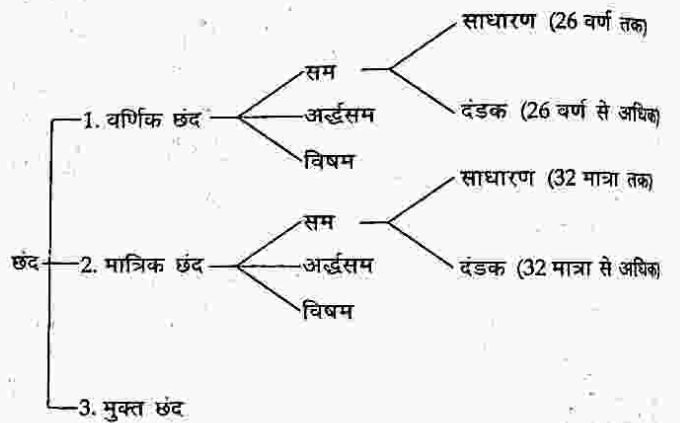 साधारण (26 वर्ण तक)
सम
1. वर्णिक छंद
अर्द्धसम
दंडक (26 वर्ण से अधिक)
विषम
साधारण (32 मात्रा तक)
सम
छंद
2. मात्रिक छंद
अर्द्धसम
दंडक (32 मात्रा से अधिक)
विषम
3. मुक्त छंद